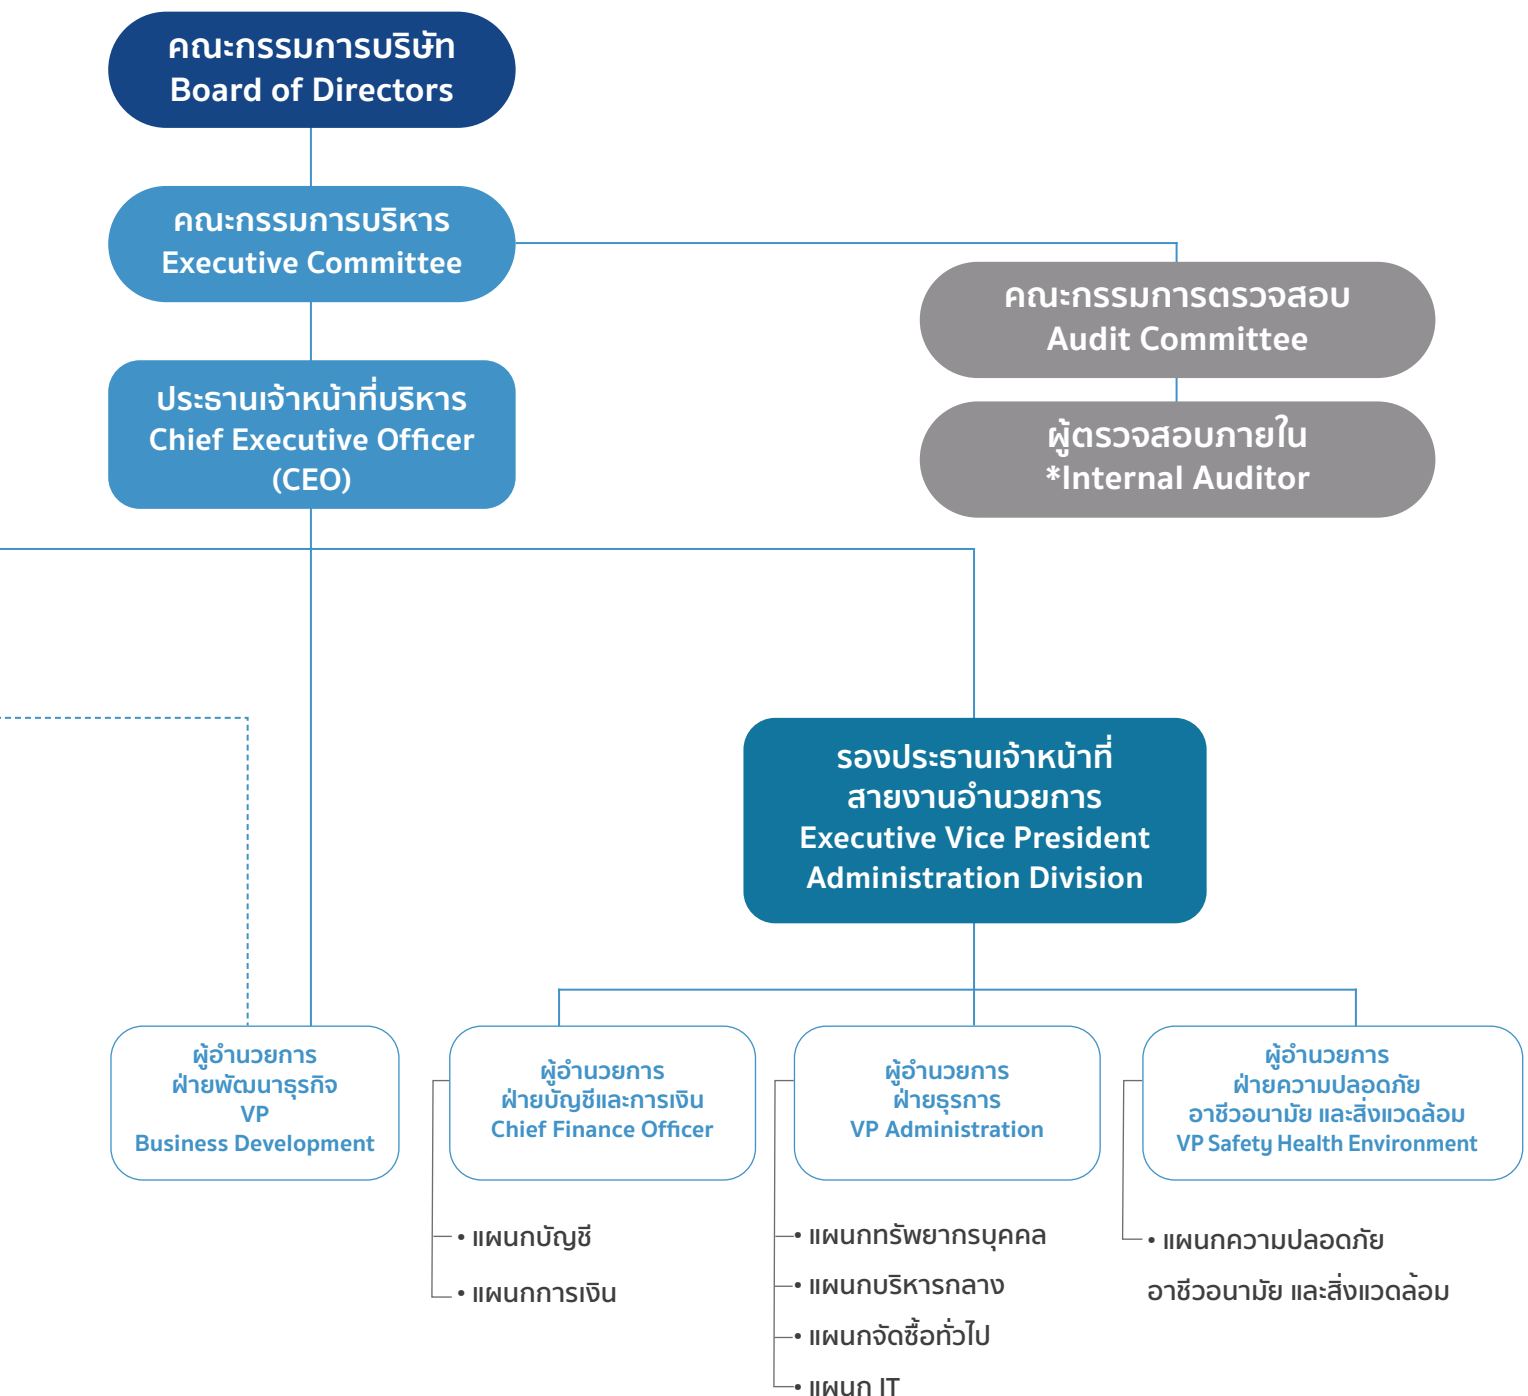 คณะกรรมการบริษัท
Board of Directors
คณะกรรมการบริหาร
Executive Committee
คณะกรรมการตรวจสอบ
Audit Committee
ประธานเจ้าหน้าที่บริหาร
Chief Executive Officer
(CEO)
ผู้ตรวจสอบภายใน
*Internal Auditor
รองประธานเจ้าหน้าที่
สายงานอำนวยการ
Executive Vice President
Administration Division
ผู้อำนวยการ
ฝ่ายพัฒนาธุรกิจ
VP
Business Development
ผู้อำนวยการ
ฝ่ายบัญชีและการเงิน
Chief Finance Officer
ผู้อำนวยการ
ฝ่ายธุรการ
VP Administration
ผู้อำนวยการ
ฝ่ายความปลอดภัย
อาชีวอนามัย และสิ่งแวดล้อม
VP Safety Health Environment
• แผนกบัญชี
• แผนกการเงิน
• แผนกทรัพยากรบุคคล
• แผนกบริหารกลาง
• แผนกจัดซื้อทั่วไป
• แผนก IT
• แผนกความปลอดภัย
อาชีวอนามัย และสิ่งแวดล้อม